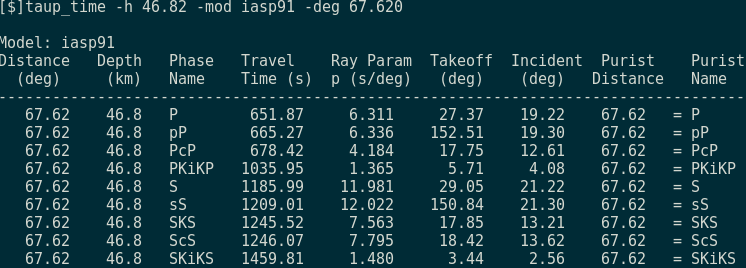 [$]taup_time -h 46.82 -mod iasp91 -deg 67.620
Model: iasp91
Distance Depth Phase Travel Ray Param Takeoff Incident Purist Purist
(deg) (km) Name Time (s) p (s/deg) (deg) (deg) Distance Name
-----------------------------------------------------------------------------------
67.62 46.8 P 651.87 6.311 27.37 19.22 67.62 = P
67.62 46.8 pP 665.27 6.336 152.51 19.30 67.62 = pP
67.62 46.8 PcP 678.42 4.184 17.75 12.61 67.62 = PcP
67.62 46.8 PKiKP 1035.95 1.365 5.71 4.08 67.62 = PKiKP
67.62 46.8 S 1185.99 11.981 29.05 21.22 67.62 = S
67.62 46.8 sS 1209.01 12.022 150.84 21.30 67.62 = sS
67.62 46.8 SKS 1245.52 7.563 17.85 13.21 67.62 = SKS
67.62 46.8 ScS 1246.07 7.795 18.42 13.62 67.62 = ScS
67.62 46.8 SKiKS 1459.81 1.480 3.44 2.56 67.62 = SKiKS